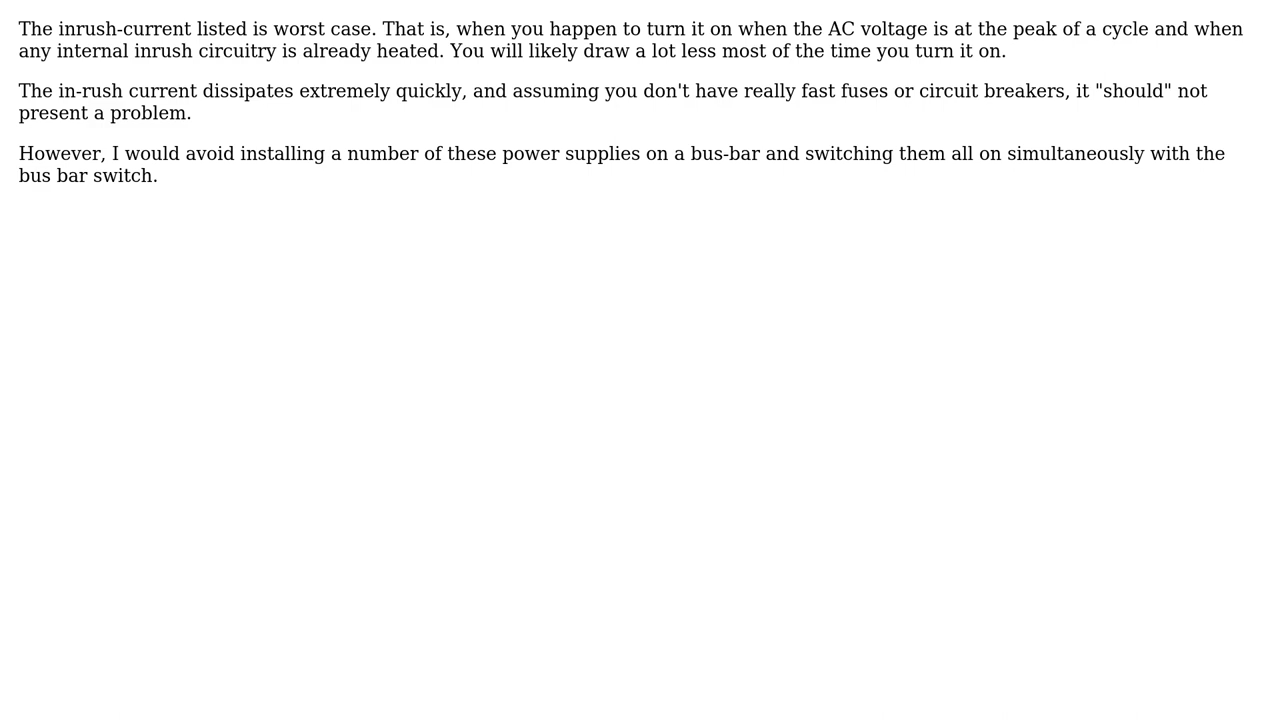 The inrush-current listed is worst case. That is, when you happen to turn it on when the AC voltage is at the peak of a cycle and when
any internal inrush circuitry is already heated. You will likely draw a lot less most of the time you turn it on.
The in-rush current dissipates extremely quickly, and assuming you don't have really fast fuses or circuit breakers, it "should" not
present a problem.
However, I would avoid installing a number of these power supplies on a bus-bar and switching them all on simultaneously with the
bus bar switch.